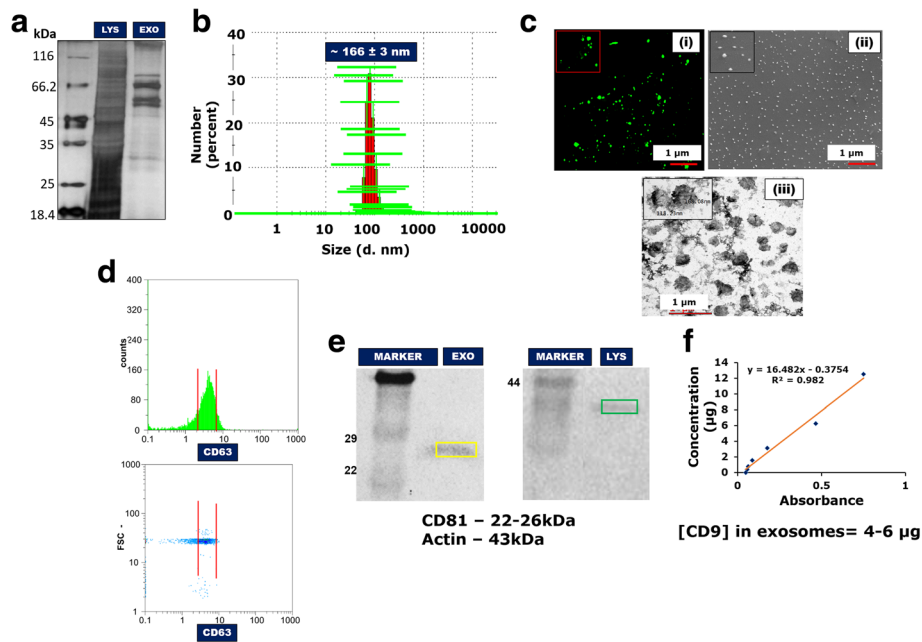 a
LYS
EXO
kDa
116
66.2
45
35
25
18.4
b
~ 166 ± 3 nm
40
30
20
10
0
Number
(percent)
1
10
100
1000
10000
Size (d. nm)
c
(i)
1 µm
(ii)
1 µm
(iii)
1 µm
d
400
320
240
160
80
0
counts
0.1
1
10
100
1000
CD63
1000
100
10
1
FSC -
0.1
1
10
100
1000
CD63
e
MARKER
EXO
29
22
MARKER
LYS
44
CD81 – 22-26kDa
Actin – 43kDa
f
y = 16.482x - 0.3754
R² = 0.982
14
12
10
8
6
4
2
0
Concentration
(µg)
0
0.5
1
Absorbance
[CD9] in exosomes= 4-6 µg